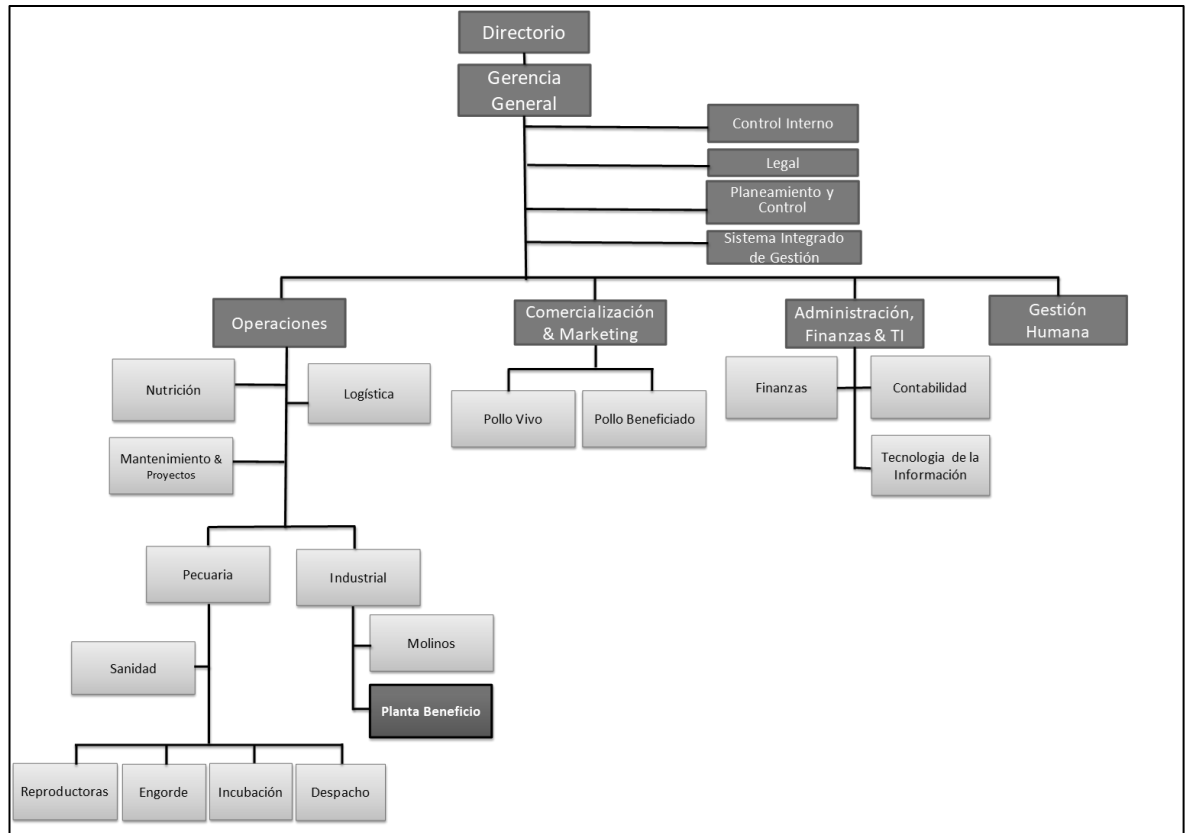 Directorio
Gerencia
General
Control Interno
Legal
Planeamiento y
Control
Sistema Integrado
de Gestión
Operaciones
Comercialización
& Marketing
Administración,
Finanzas & TI
Gestión
Humana
Nutrición
Logística
Mantenimiento &
Proyectos
Pollo Vivo
Pollo Beneficiado
Finanzas
Contabilidad
Tecnologia de la
Información
Pecuaria
Industrial
Sanidad
Molinos
Planta Beneficio
Reproductoras
Engorde
Incubación
Despacho